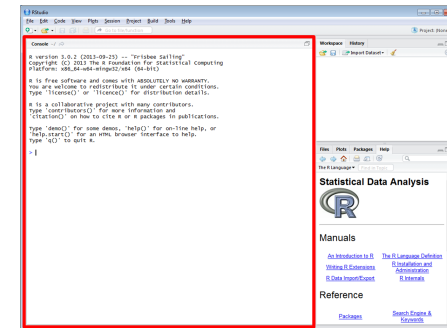 RStudio
File Edit Code View Plots Session Project Build Tools Help
Go to file/function
Project: (None)
Console ~/
R version 3.0.2 (2013-09-25) -- "Frisbee Sailing"
Copyright (C) 2013 The R Foundation for Statistical Computing
Platform: x86_64-w64-mingw32/x64 (64-bit)
R is free software and comes with ABSOLUTELY NO WARRANTY.
You are welcome to redistribute it under certain conditions.
Type 'license()' or 'licence()' for distribution details.
R is a collaborative project with many contributors.
Type 'contributors()' for more information and
'citation()' on how to cite R or R packages in publications.
Type 'demo()' for some demos, 'help()' for on-line help, or
'help.start()' for an HTML browser interface to help.
Type 'q()' to quit R.
>
Workspace History
Import Dataset
Files Plots Packages Help
The R Language
Statistical Data Analysis
R
Manuals
An Introduction to R The R Language Definition
Writing R Extensions R Installation and Administration
R Data Import/Export R Internals
Reference
Packages Search Engine & Keywords